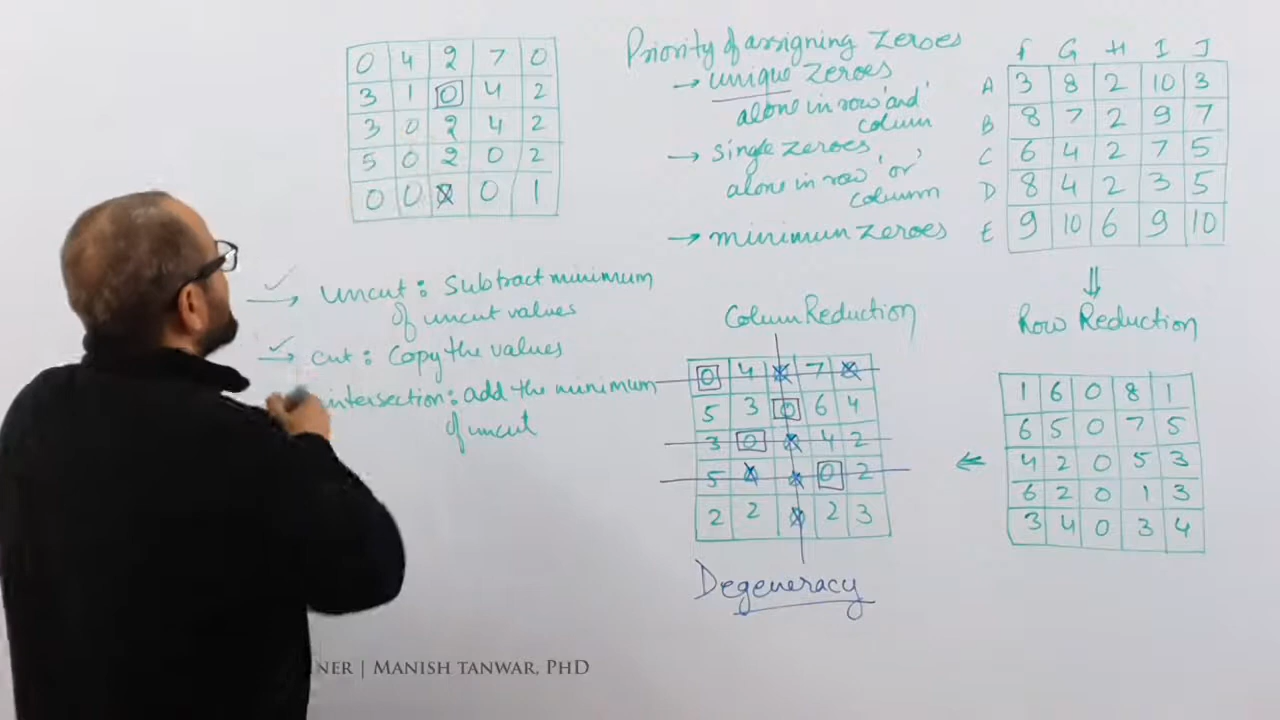 0 4 2 7 0
3 1 0 4 2
3 0 2 4 2
5 0 2 0 2
0 0 0 1
→ Uncut: Subtract minimum
of uncut values
→ cut: Copy the values
intersection: add the minimum
of uncut
Priority of assigning Zeroes
→ unique zeroes
alone in row 'and'
column
→ Single zeroes
alone in row 'or'
column
→ minimum zeroes
F G H I J
A 3 8 2 10 3
B 8 7 2 9 7
C 6 4 2 7 5
D 8 4 2 3 5
E 9 10 6 9 10
⇓
Row Reduction
1 6 0 8 1
6 5 0 7 5
4 2 0 5 3
6 2 0 1 3
3 4 0 3 4
←
Column Reduction
0 4 7
5 3 0 6 4
3 0 4 2
5 0 2
2 2 2 3
Degeneracy
NER | MANISH TANWAR, PHD